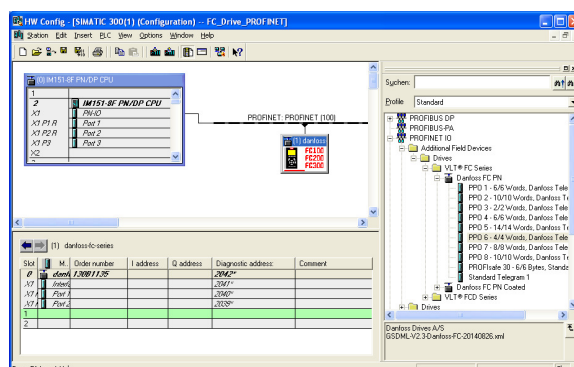 HW Config - [SIMATIC 300(1) (Configuration) -- FC_Drive_PROFINET]
Station Edit Insert PLC View Options Window Help
(0) IM151-8F PN/DP CPU
1
2 IM151-8F PN/DP CPU
X1 PN-IO
X1 P1 R Port 1
X1 P2 R Port 2
X1 P3 Port 3
X2
PROFINET: PROFINET (100)
(1) danfoss
FC100
FC200
FC300
Suchen:
Profile Standard
PROFIBUS DP
PROFIBUS-PA
PROFINET IO
Additional Field Devices
Drives
VLT® FC Series
Danfoss FC PN
PPO 1 - 6/6 Words, Danfoss Tele
PPO 2 - 10/10 Words, Danfoss T
PPO 3 - 2/2 Words, Danfoss Tele
PPO 4 - 6/6 Words, Danfoss Tele
PPO 5 - 14/14 Words, Danfoss T
PPO 6 - 4/4 Words, Danfoss Tele
PPO 7 - 8/8 Words, Danfoss Tele
PPO 8 - 10/10 Words, Danfoss T
PROFIsafe 30 - 6/6 Bytes, Standa
Standard Telegram 1
Danfoss FC PN Coated
VLT® FCD Series
Drives
(1) danfoss-fc-series
Slot M.. Order number I address Q address Diagnostic address: Comment
0 danf 130B1135 2042*
X1 Interf 2041*
X1 Port 1 2040*
X1 Port 2 2039*
1
2
Danfoss Drives A/S
GSDML-V2.3-Danfoss-FC-20140826.xml